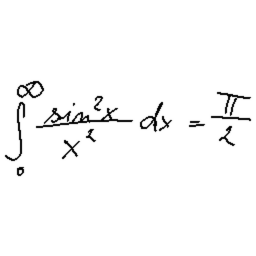 ∫₀^∞ sin²x / x² dx = π/2